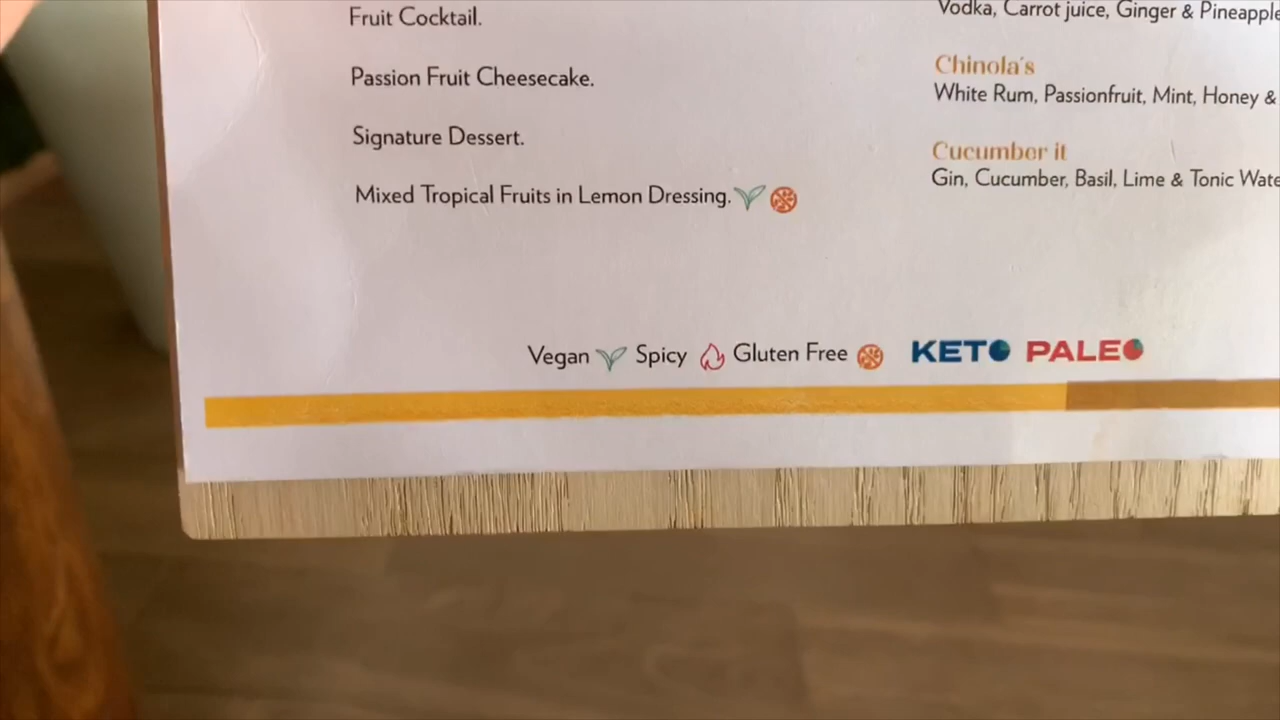 Fruit Cocktail.
Passion Fruit Cheesecake.
Signature Dessert.
Mixed Tropical Fruits in Lemon Dressing.
Vodka, Carrot juice, Ginger & Pineapple
Chinola's
White Rum, Passionfruit, Mint, Honey &
Cucumber it
Gin, Cucumber, Basil, Lime & Tonic
Vegan Spicy Gluten Free KETO PALEO